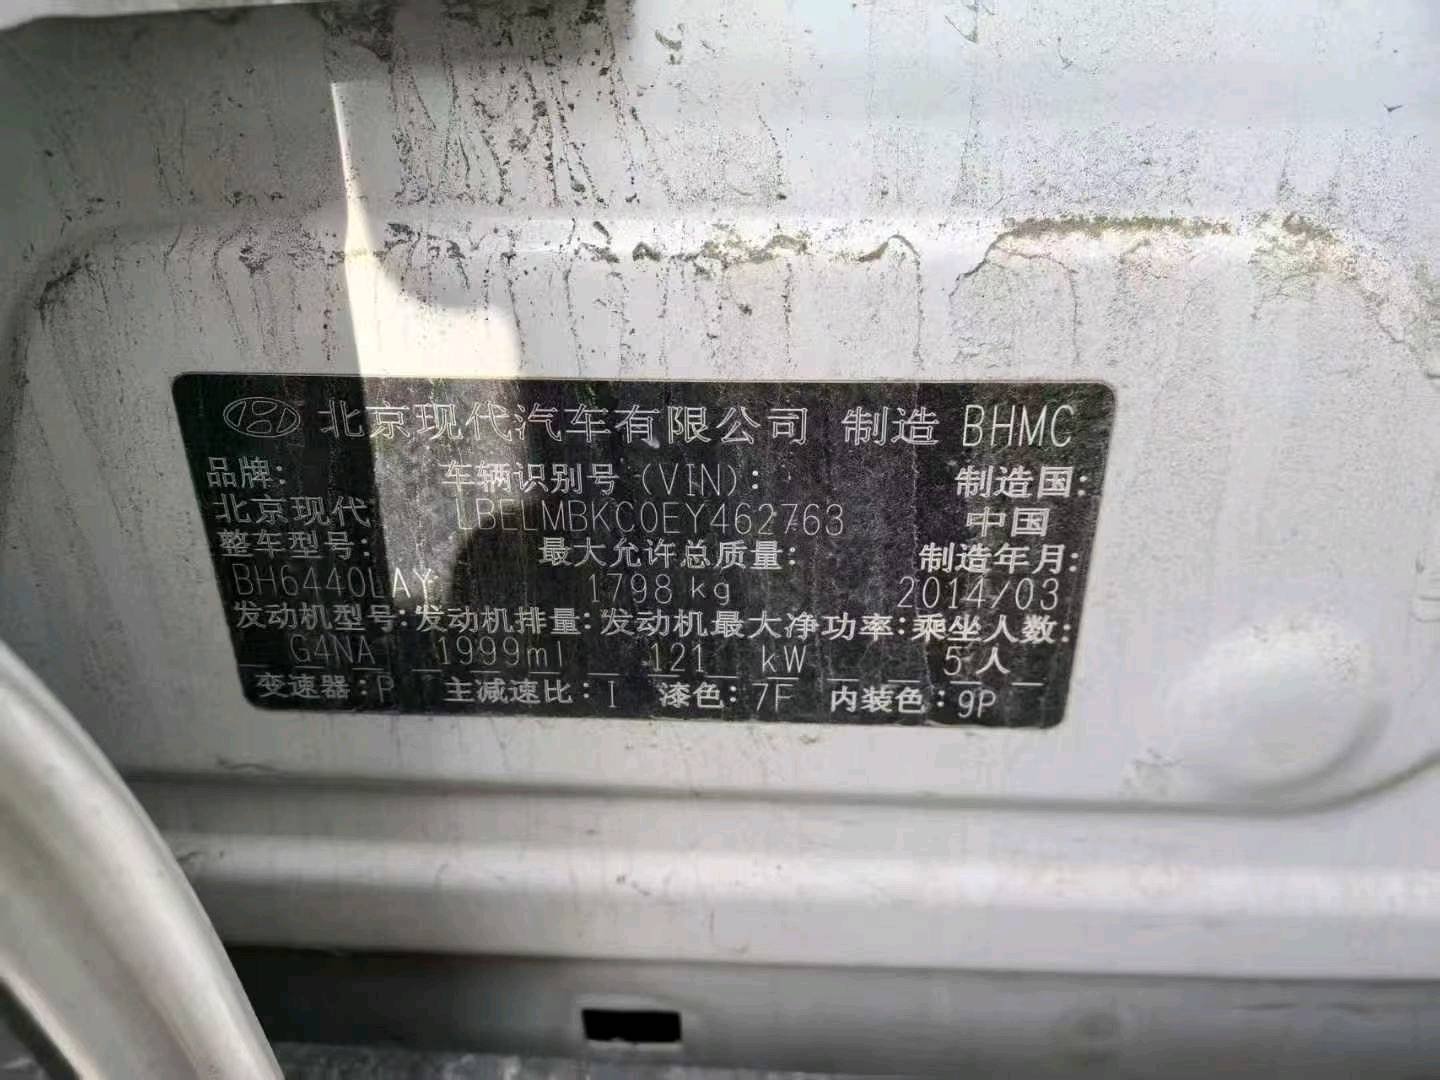 北京现代汽车有限公司 制造 BHMC
品牌: 车辆识别号(VIN): 制造国:
北京现代 LBELMBKC0EY462763 中国
整车型号: 最大允许总质量: 制造年月:
BH6440LAY 1798 kg 2014/03
发动机型号: 发动机排量: 发动机最大净功率: 乘坐人数:
G4NA 1999ml 121 kW 5人
变速器: P 主减速比: I 漆色: 7F 内装色: 9P